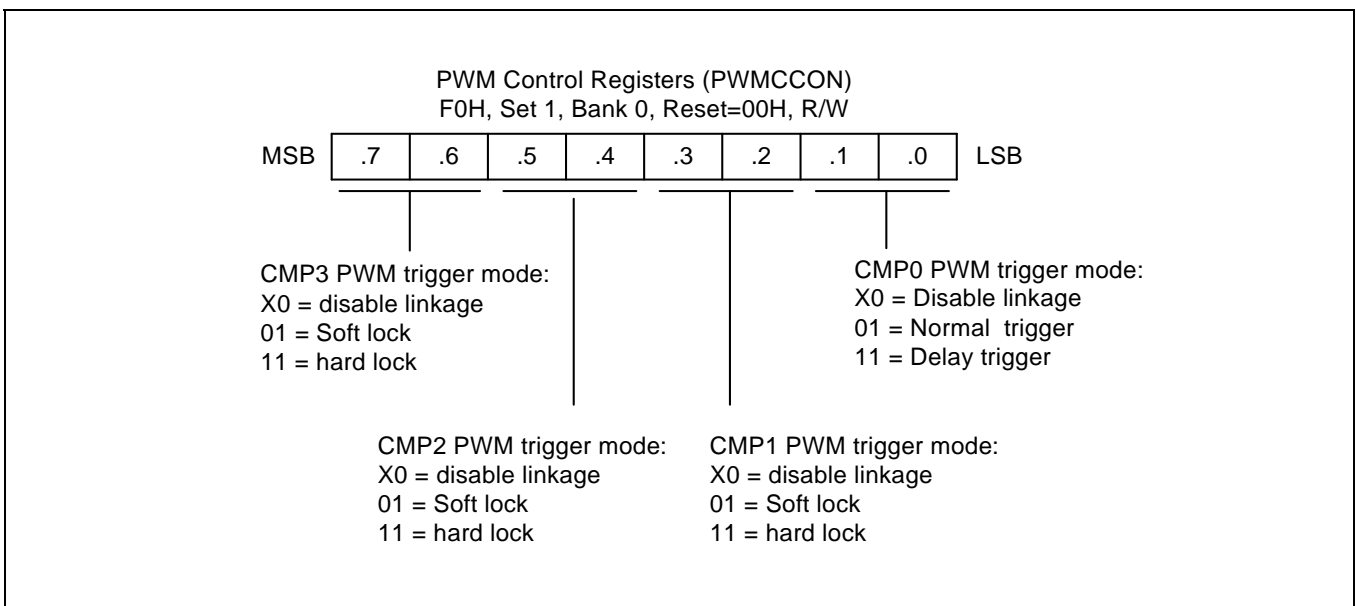 PWM Control Registers (PWMCCON)
F0H, Set 1, Bank 0, Reset=00H, R/W
MSB .7 .6 .5 .4 .3 .2 .1 .0 LSB
CMP3 PWM trigger mode:
X0 = disable linkage
01 = Soft lock
11 = hard lock
CMP0 PWM trigger mode:
X0 = Disable linkage
01 = Normal trigger
11 = Delay trigger
CMP2 PWM trigger mode:
X0 = disable linkage
01 = Soft lock
11 = hard lock
CMP1 PWM trigger mode:
X0 = disable linkage
01 = Soft lock
11 = hard lock